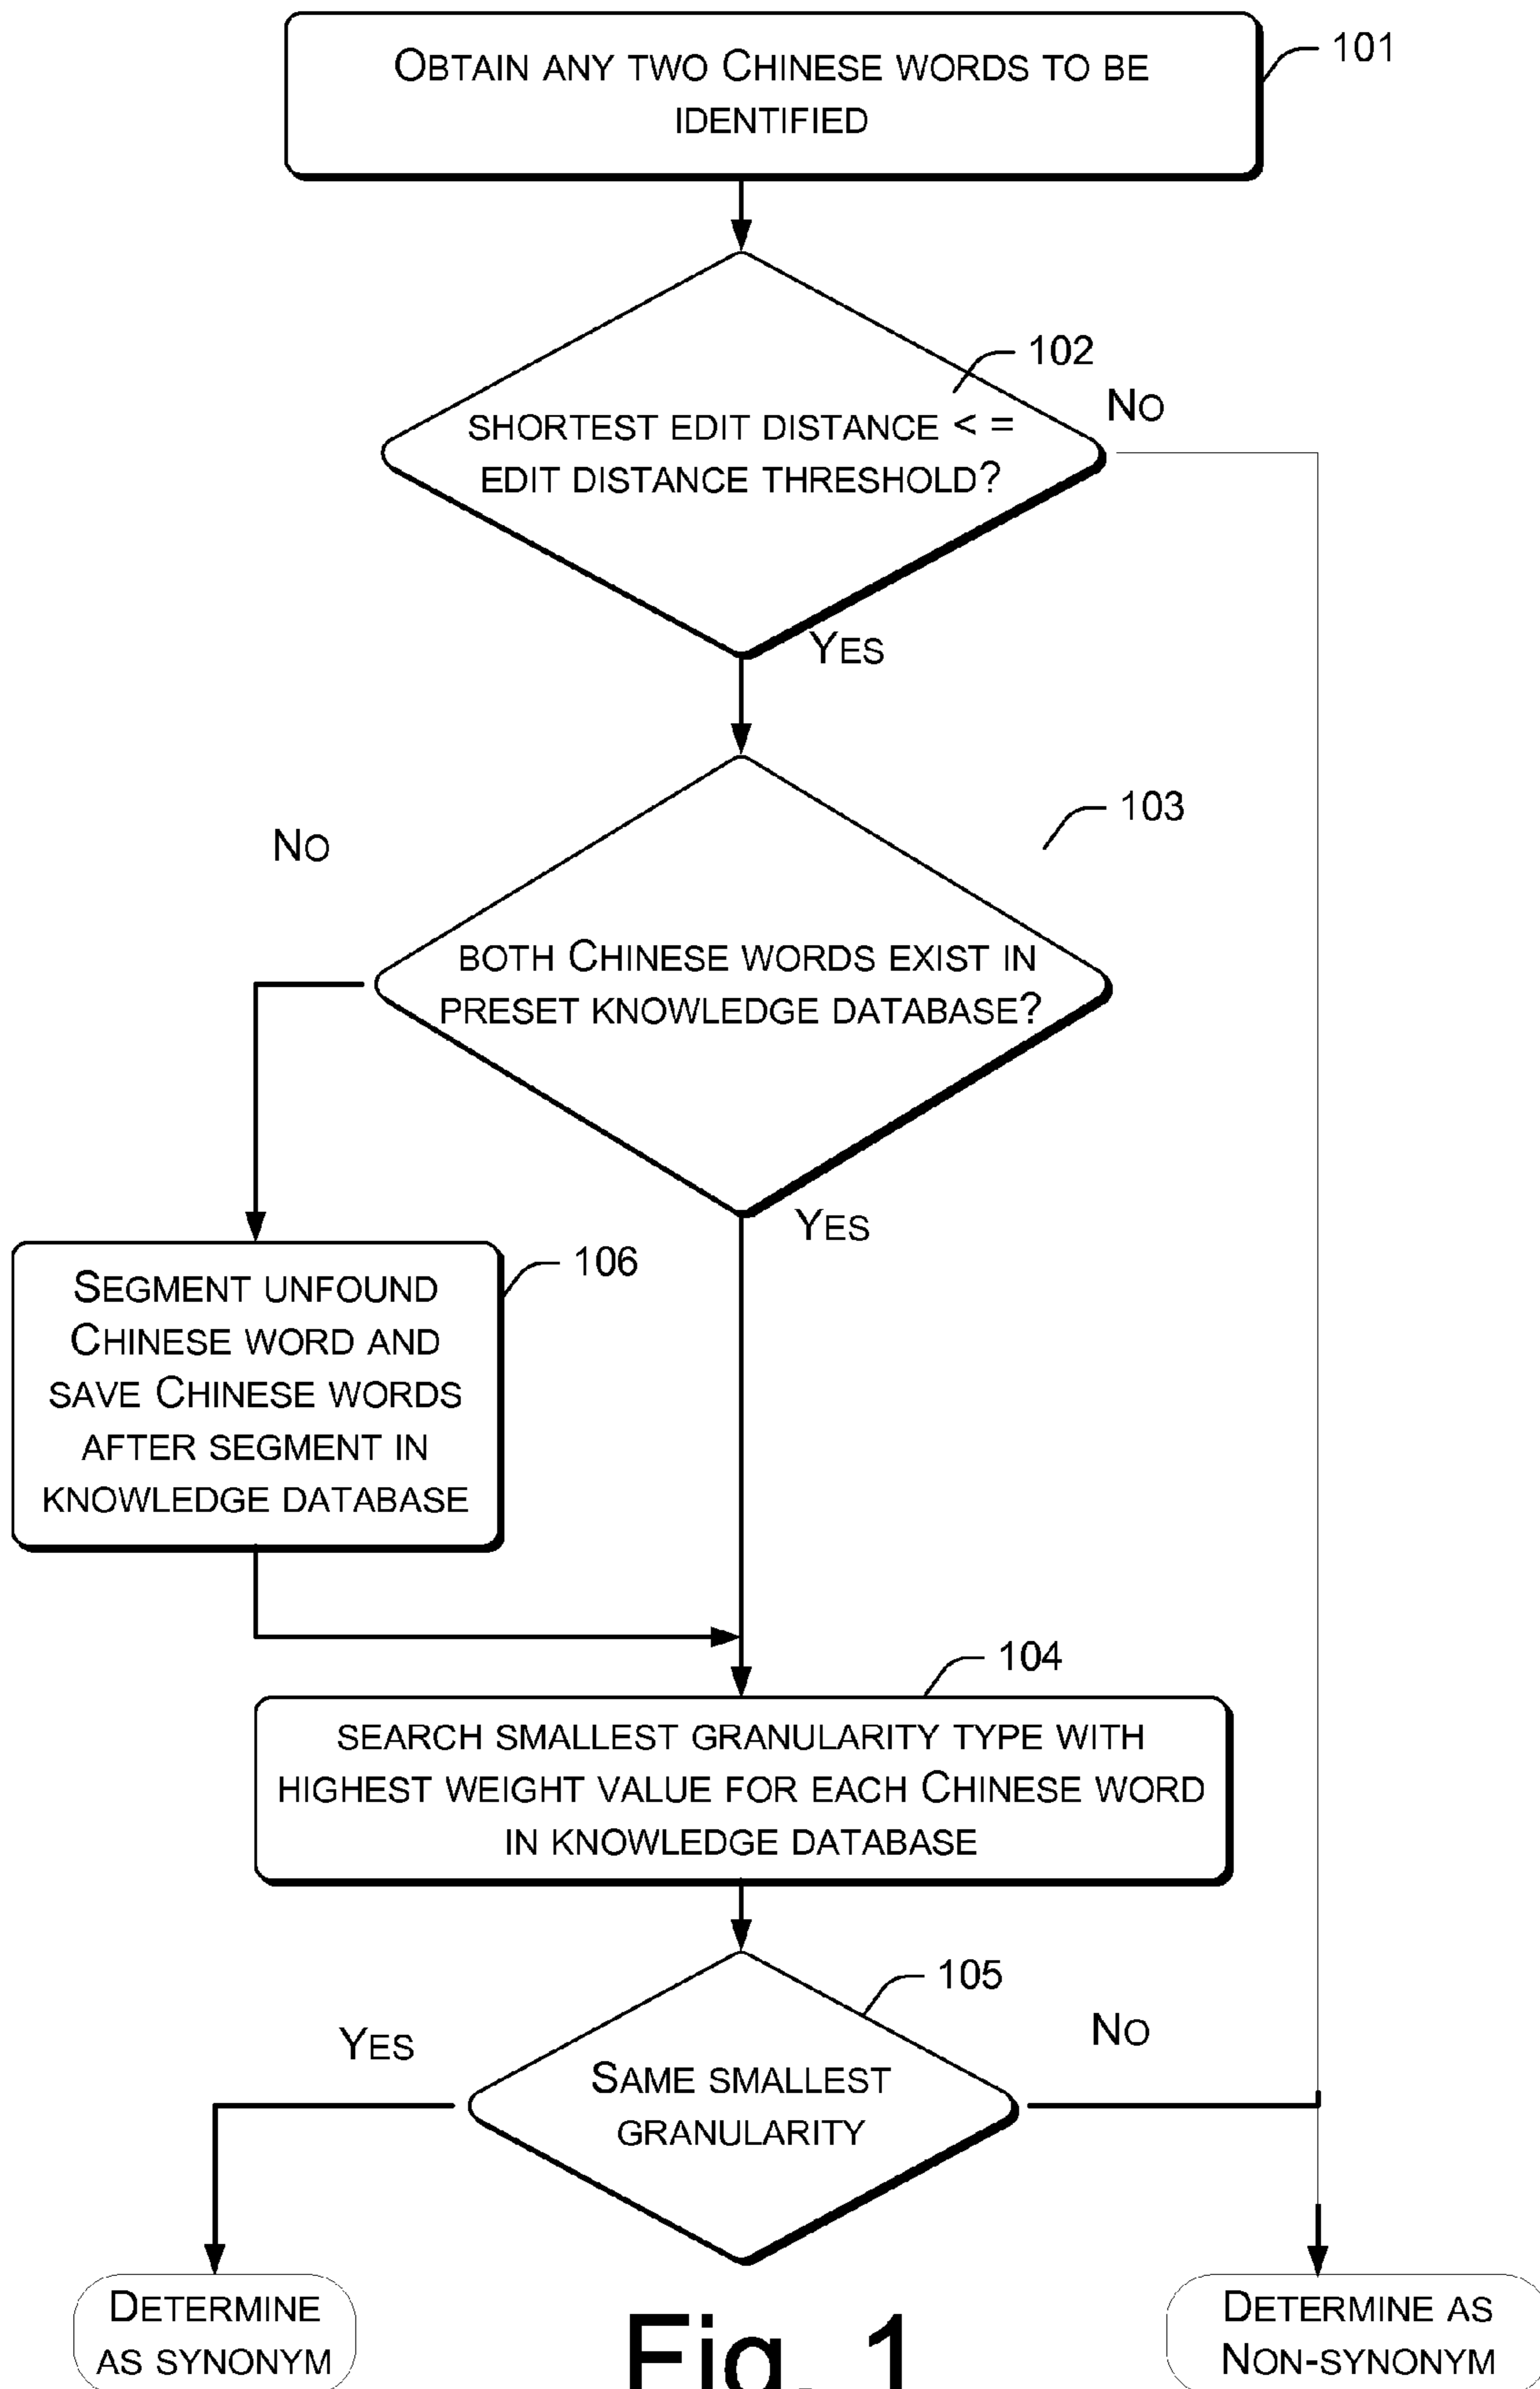 OBTAIN ANY TWO CHINESE WORDS TO BE
IDENTIFIED
101
102
NO
SHORTEST EDIT DISTANCE < =
EDIT DISTANCE THRESHOLD?
YES
103
NO
BOTH CHINESE WORDS EXIST IN
PRESET KNOWLEDGE DATABASE?
YES
106
SEGMENT UNFOUND
CHINESE WORD AND
SAVE CHINESE WORDS
AFTER SEGMENT IN
KNOWLEDGE DATABASE
104
SEARCH SMALLEST GRANULARITY TYPE WITH
HIGHEST WEIGHT VALUE FOR EACH CHINESE WORD
IN KNOWLEDGE DATABASE
105
YES
NO
SAME SMALLEST
GRANULARITY
DETERMINE
AS SYNONYM
Fig. 1
DETERMINE AS
NON-SYNONYM